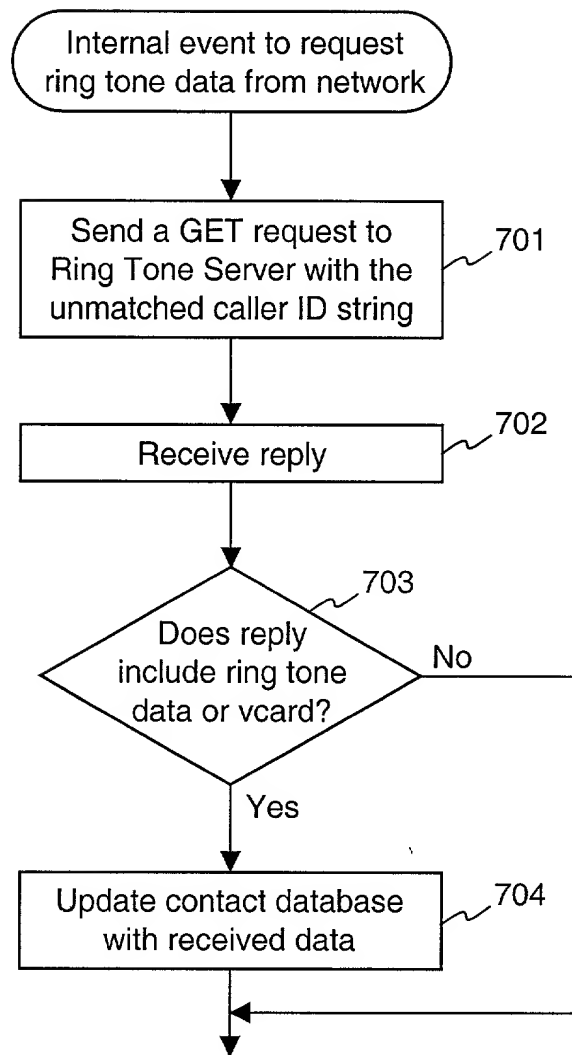 Internal event to request
ring tone data from network
Send a GET request to
Ring Tone Server with the
unmatched caller ID string
701
Receive reply
702
703
Does reply
include ring tone
data or vcard?
No
Yes
Update contact database
with received data
704